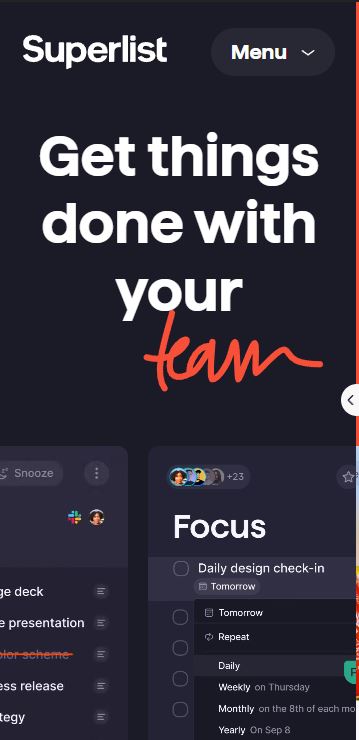 Superlist
Menu
Get things
done with
your
team
Snooze
+23
Focus
Daily design check-in
Tomorrow
ge deck
e presentation
olor scheme
ess release
tegy
Tomorrow
Repeat
Daily
Weekly on Thursday
Monthly on the 8th of each mo
Yearly On Sep 8